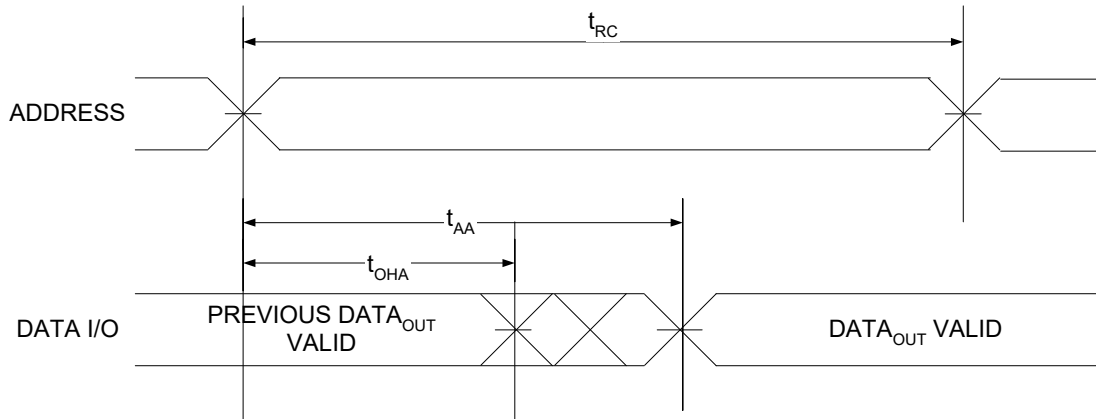 tRC
ADDRESS
tAA
tOHA
DATA I/O
PREVIOUS DATAOUT
VALID
DATAOUT VALID